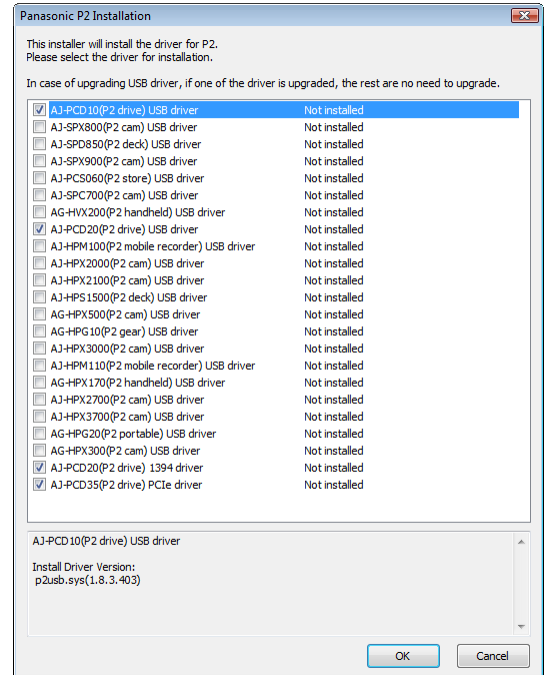 Panasonic P2 Installation
This installer will install the driver for P2.
Please select the driver for installation.
In case of upgrading USB driver, if one of the driver is upgraded, the rest are no need to upgrade.
AJ-PCD10(P2 drive) USB driver Not installed
AJ-SPX800(P2 cam) USB driver Not installed
AJ-SPD850(P2 deck) USB driver Not installed
AJ-SPX900(P2 cam) USB driver Not installed
AJ-PCS060(P2 store) USB driver Not installed
AJ-SPC700(P2 cam) USB driver Not installed
AG-HVX200(P2 handheld) USB driver Not installed
AJ-PCD20(P2 drive) USB driver Not installed
AJ-HPM100(P2 mobile recorder) USB driver Not installed
AJ-HPX2000(P2 cam) USB driver Not installed
AJ-HPX2100(P2 cam) USB driver Not installed
AJ-HPS1500(P2 deck) USB driver Not installed
AG-HPX500(P2 cam) USB driver Not installed
AG-HPG10(P2 gear) USB driver Not installed
AJ-HPX3000(P2 cam) USB driver Not installed
AJ-HPM110(P2 mobile recorder) USB driver Not installed
AG-HPX170(P2 handheld) USB driver Not installed
AJ-HPX2700(P2 cam) USB driver Not installed
AJ-HPX3700(P2 cam) USB driver Not installed
AG-HPG20(P2 portable) USB driver Not installed
AG-HPX300(P2 cam) USB driver Not installed
AJ-PCD20(P2 drive) 1394 driver Not installed
AJ-PCD35(P2 drive) PCIe driver Not installed
AJ-PCD10(P2 drive) USB driver
Install Driver Version:
p2usb.sys(1.8.3.403)
OK Cancel